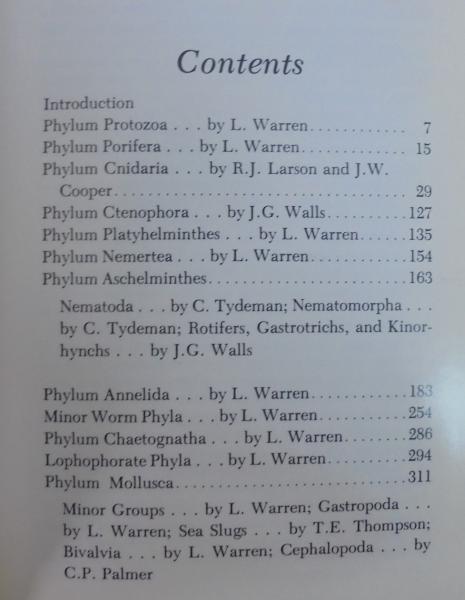 Contents
Introduction
Phylum Protozoa . . . by L. Warren............ 7
Phylum Porifera . . . by L. Warren............. 15
Phylum Cnidaria . . . by R.J. Larson and J.W.
Cooper.................................... 29
Phylum Ctenophora . . . by J.G. Walls..........127
Phylum Platyhelminthes . . . by L. Warren......135
Phylum Nemertea . . . by L. Warren............154
Phylum Aschelminthes.........................163
Nematoda . . . by C. Tydeman; Nematomorpha . . .
by C. Tydeman; Rotifers, Gastrotrichs, and Kinor-
hynchs . . . by J.G. Walls
Phylum Annelida . . . by L. Warren............183
Minor Worm Phyla . . . by L. Warren...........254
Phylum Chaetognatha . . . by L. Warren........286
Lophophorate Phyla . . . by L. Warren..........294
Phylum Mollusca.............................311
Minor Groups . . . by L. Warren; Gastropoda . . .
by L. Warren; Sea Slugs . . . by T.E. Thompson;
Bivalvia . . . by L. Warren; Cephalopoda . . . by
C.P. Palmer